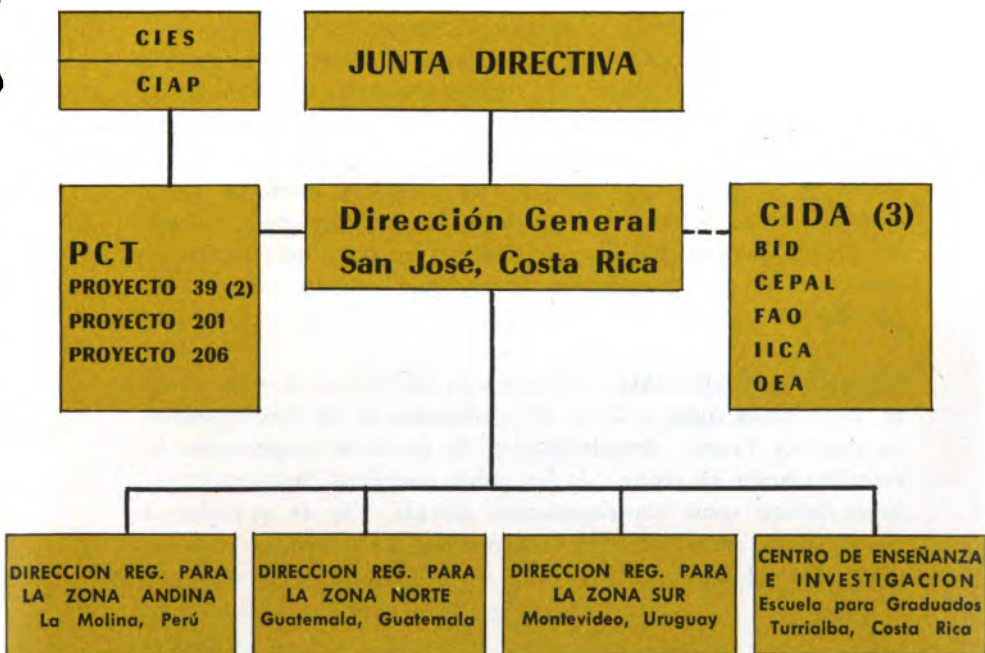 CIES
CIAP
JUNTA DIRECTIVA
PCT
PROYECTO 39 (2)
PROYECTO 201
PROYECTO 206
Dirección General
San José, Costa Rica
CIDA (3)
BID
CEPAL
FAO
IICA
OEA
DIRECCION REG. PARA
LA ZONA ANDINA
La Molina, Perú
DIRECCION REG. PARA
LA ZONA NORTE
Guatemala, Guatemala
DIRECCION REG. PARA
LA ZONA SUR
Montevideo, Uruguay
CENTRO DE ENSEÑANZA
E INVESTIGACION
Escuela para Graduados
Turrialba, Costa Rica